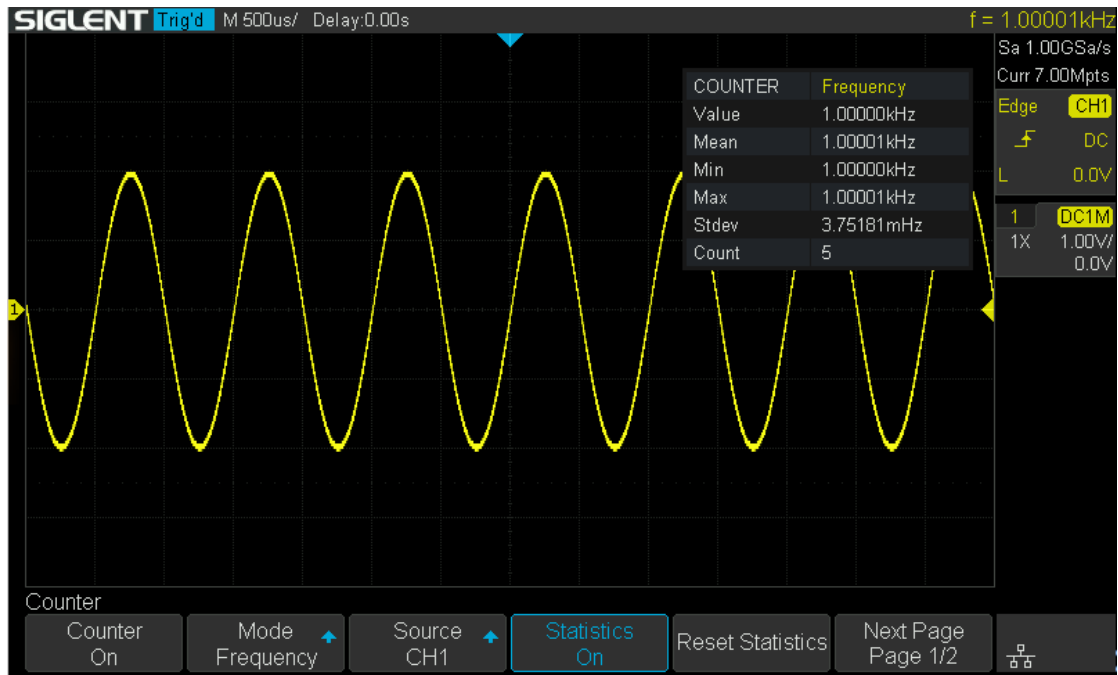 SIGLENT Trig'd M 500us/ Delay:0.00s f = 1.00001kHz
Sa 1.00GSa/s
Curr 7.00Mpts
COUNTER Frequency
Value 1.00000kHz
Mean 1.00001kHz
Min 1.00000kHz
Max 1.00001kHz
Stdev 3.75181mHz
Count 5
Edge CH1
DC
L 0.0V
1 DC1M
1X 1.00V/
0.0V
1
Counter
Counter
On
Mode
Frequency
Source
CH1
Statistics
On
Reset Statistics
Next Page
Page 1/2